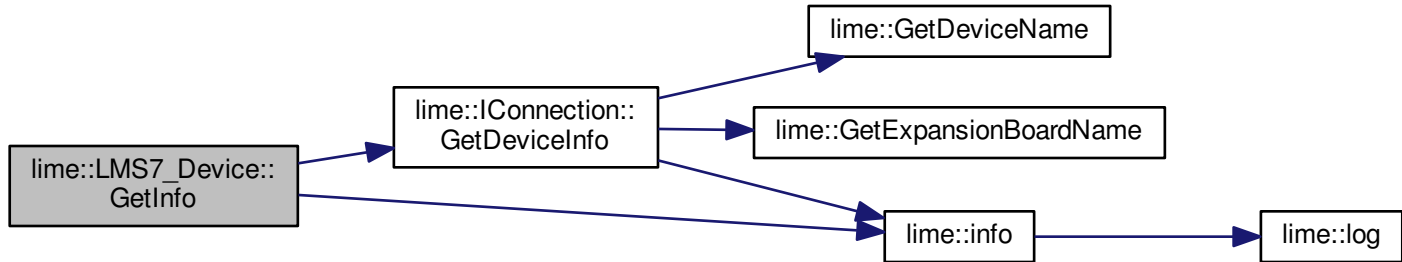 lime::LMS7_Device::
GetInfo
lime::IConnection::
GetDeviceInfo
lime::GetDeviceName
lime::GetExpansionBoardName
lime::info
lime::log